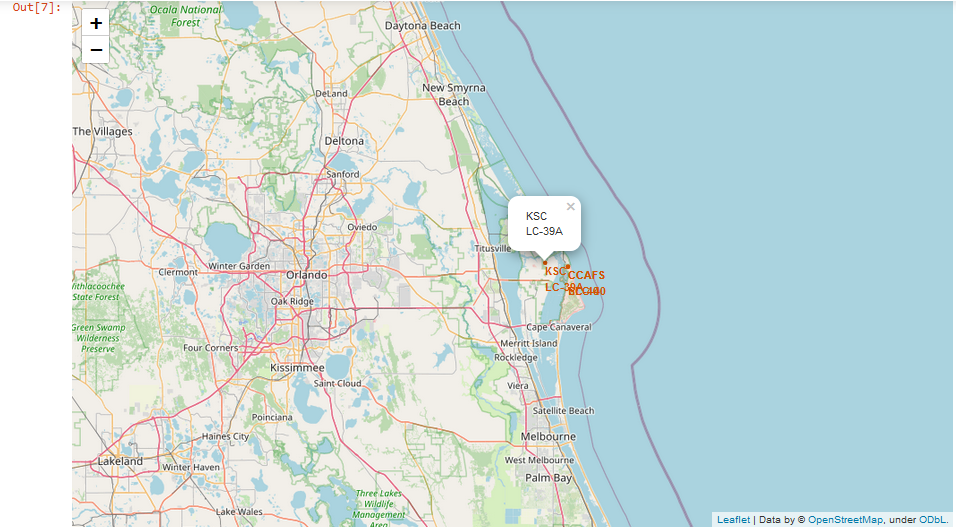 Out[7]:
Ocala National
Forest
+
−
Daytona Beach
New Smyrna
Beach
DeLand
The Villages
Deltona
Sanford
Oviedo
KSC
LC-39A
×
Titusville
Winter Garden
Clermont
Orlando
KSC
LC-39A
CCAFS
Withlacoochee
State Forest
Oak Ridge
Green Swamp
Wilderness
Preserve
Cape Canaveral
Merritt Island
Four Corners
Rockledge
Kissimmee
Saint Cloud
Viera
Poinciana
Satellite Beach
Haines City
Melbourne
Lakeland
Winter Haven
West Melbourne
Palm Bay
Three Lakes
Wildlife
Management
Area
Lake Wales
Leaflet | Data by © OpenStreetMap, under ODbL.